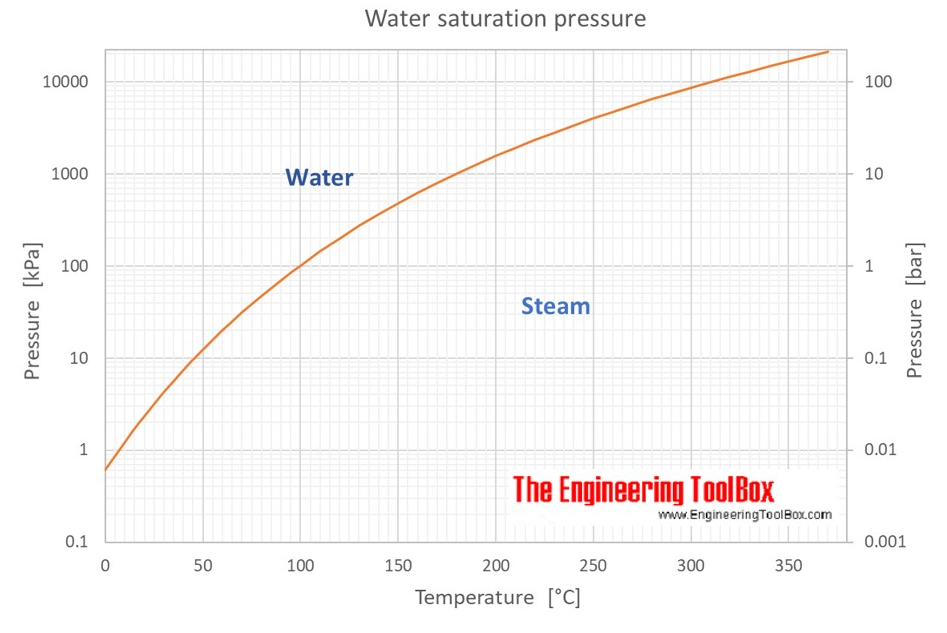 Water saturation pressure
10000
1000
100
10
1
0.1
Pressure [kPa]
Water
Steam
100
10
1
0.1
0.01
0.001
Pressure [bar]
The Engineering ToolBox
www.EngineeringToolBox.com
0 50 100 150 200 250 300 350
Temperature [°C]